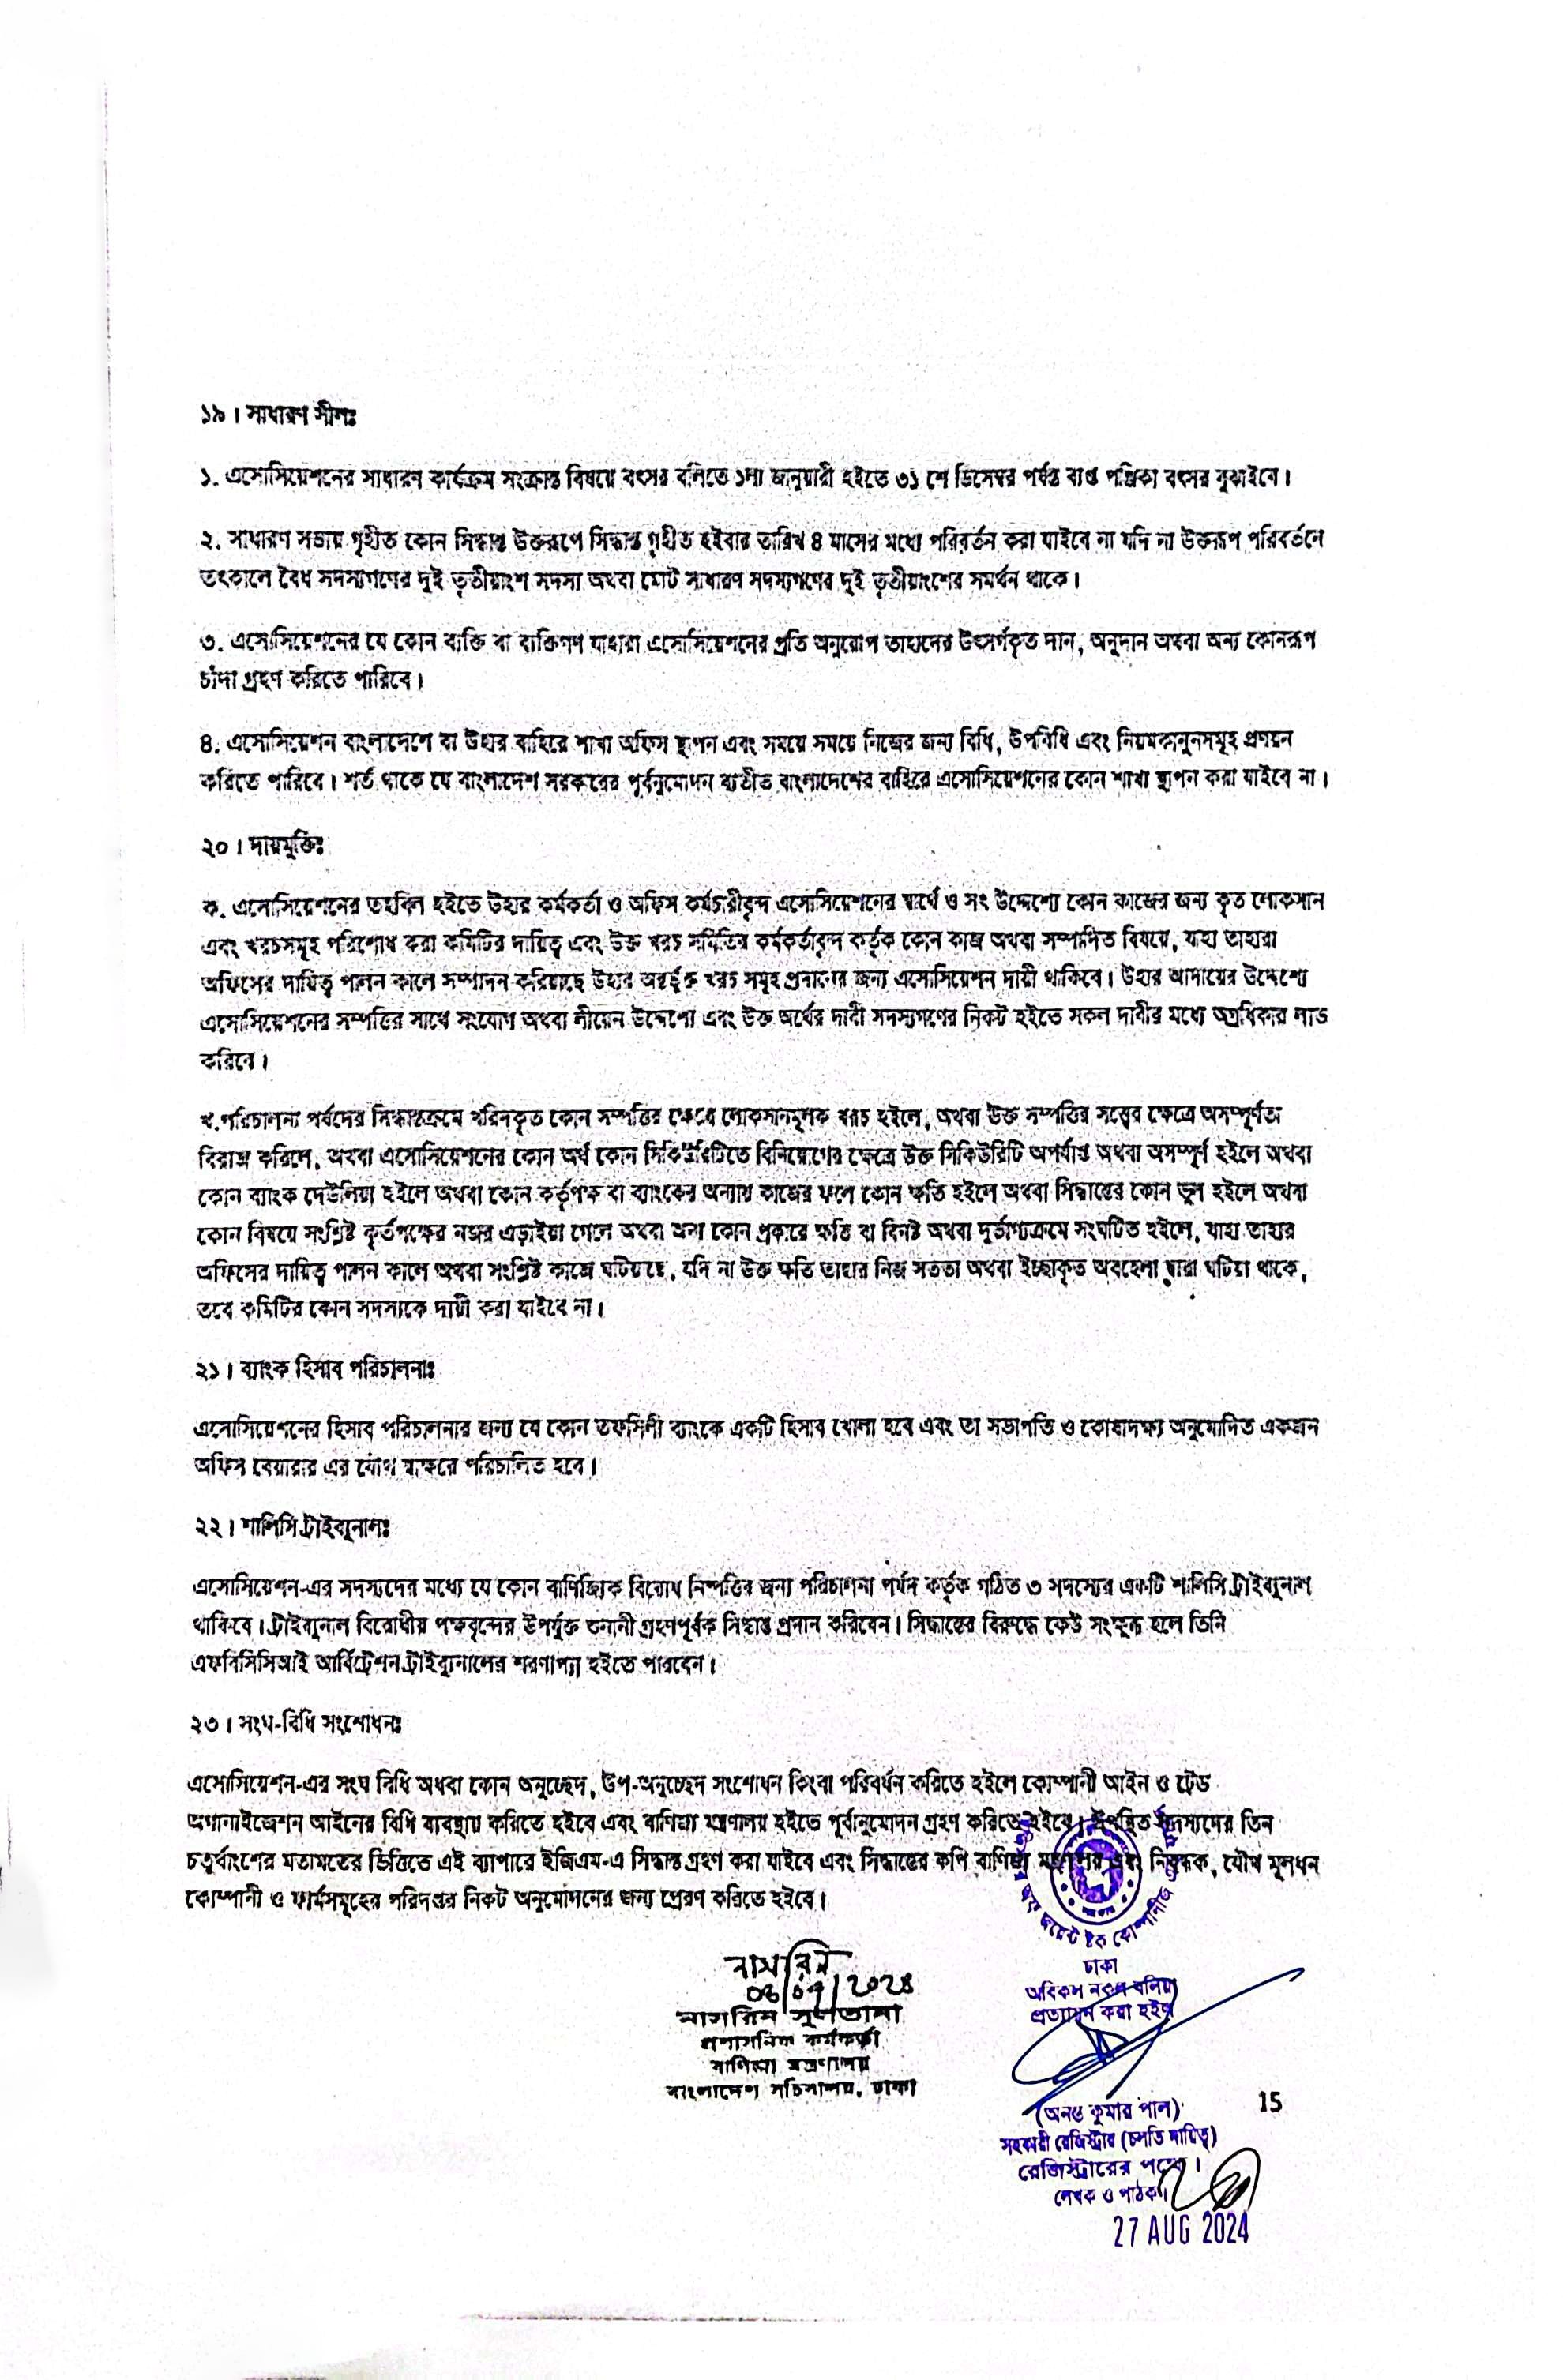 ১৯। সাধারণ সীলঃ
১. এসোসিয়েশনের সাধারণ কার্যক্রম সংক্রান্ত বিষয়ে বৎসর বলিতে ১লা জানুয়ারী হইতে ৩১ শে ডিসেম্বর পর্যন্ত ব্যাপ্ত পঞ্জিকা বৎসর বুঝাইবে।
২. সাধারণ সভায় গৃহীত কোন সিদ্ধান্ত উক্তরূপে সিদ্ধান্ত গৃহীত হইবার তারিখ ৪ মাসের মধ্যে পরিবর্তন করা যাইবে না যদি না উক্তরূপ পরিবর্তনে
তৎকালে বৈধ সদস্যগণের দুই তৃতীয়াংশ সদস্য অথবা মোট সাধারণ সদস্যগণের দুই তৃতীয়াংশের সমর্থন থাকে।
৩. এসোসিয়েশনের যে কোন ব্যক্তি বা ব্যক্তিগণ যাহারা এসোসিয়েশনের প্রতি অনুরোপ তাহাদের উৎসর্গকৃত দান, অনুদান অথবা অন্য কোনরূপ
চাঁদা গ্রহণ করিতে পারিবে।
৪. এসোসিয়েশন বাংলাদেশে বা উহার বাহিরে শাখা অফিস স্থাপন এবং সময়ে সময়ে নিজের জন্য বিধি, উপবিধি এবং নিয়মকানুনসমূহ প্রণয়ন
করিতে পারিবে। শর্ত থাকে যে বাংলাদেশ সরকারের পূর্বনুমোদন ব্যতীত বাংলাদেশের বাহিরে এসোসিয়েশনের কোন শাখা স্থাপন করা যাইবে না।
২০। দায়মুক্তিঃ
ক. এসোসিয়েশনের তহবিল হইতে উহার কর্মকর্তা ও অফিস কর্মচারীবৃন্দ এসোসিয়েশনের স্বার্থে ও সৎ উদ্দেশ্যে কোন কাজের জন্য কৃত লোকসান
এবং খরচসমূহ পরিশোধ করা কমিটির দায়িত্ব এবং উক্ত খরচ সমিতির কর্মকর্তাবৃন্দ কর্তৃক কোন কাজ অথবা সম্পাদিত বিষয়ে, যাহা তাহারা
অফিসের দায়িত্ব পালন কালে সম্পাদন করিয়াছে উহার অন্তর্ভুক্ত খরচ সমূহ প্রদানের জন্য এসোসিয়েশন দায়ী থাকিবে। উহার আদায়ের উদ্দেশ্যে
এসোসিয়েশনের সম্পত্তির সাথে সংযোগ অথবা লীয়েন উদ্দেশ্যে এবং উক্ত অর্থের দাবী সদস্যগণের নিকট হইতে সকল দাবীর মধ্যে অগ্রাধিকার লাভ
করিবে।
খ.পরিচালনা পর্ষদের সিদ্ধান্তক্রমে খরিদকৃত কোন সম্পত্তির ক্ষেত্রে লোকসানমূলক খরচ হইলে, অথবা উক্ত সম্পত্তির সত্ত্বের ক্ষেত্রে অসম্পূর্ণতা
বিরাজ করিলে, অথবা এসোসিয়েশনের কোন অর্থ কোন সিকিউরিটিতে বিনিয়োগের ক্ষেত্রে উক্ত সিকিউরিটি অপর্যাপ্ত অথবা অসম্পূর্ণ হইলে অথবা
কোন ব্যাংক দেউলিয়া হইলে অথবা কোন কর্তৃপক্ষ বা ব্যাংকের অন্যায় কাজের ফলে কোন ক্ষতি হইলে অথবা সিদ্ধান্তের কোন ভুল হইলে অথবা
কোন বিষয়ে সংশ্লিষ্ট কৃর্তপক্ষের নজর এড়াইয়া গেলে অথবা অন্য কোন প্রকারে ক্ষতি বা বিনষ্ট অথবা দুর্ভাগ্যক্রমে সংঘটিত হইলে, যাহা তাহার
অফিসের দায়িত্ব পালন কালে অথবা সংশ্লিষ্ট কাজে ঘটিয়াছে, যদি না উক্ত ক্ষতি তাহার নিজ সততা অথবা ইচ্ছাকৃত অবহেলা দ্বারা ঘটিয়া থাকে,
তবে কমিটির কোন সদস্যকে দায়ী করা যাইবে না।
২১। ব্যাংক হিসাব পরিচালনাঃ
এসোসিয়েশনের হিসাব পরিচালনার জন্য যে কোন তফসিলী ব্যাংকে একটি হিসাব খোলা হবে এবং তা সভাপতি ও কোষাদক্ষ্য অনুমোদিত একজন
অফিস বেয়ারার এর যৌথ স্বাক্ষরে পরিচালিত হবে।
২২। শালিসি ট্রাইব্যুনালঃ
এসোসিয়েশন-এর সদস্যদের মধ্যে যে কোন বাণিজ্যিক বিরোধ নিষ্পত্তির জন্য পরিচালনা পর্ষদ কর্তৃক গঠিত ৩ সদস্যের একটি শালিসি ট্রাইব্যুনাল
থাকিবে। ট্রাইব্যুনাল বিরোধীয় পক্ষবৃন্দের উপর্যুক্ত শুনানী গ্রহণপূর্বক সিদ্ধান্ত প্রদান করিবেন। সিদ্ধান্তের বিরুদ্ধে কেউ সংক্ষুব্ধ হলে তিনি
এফবিসিসিআই আর্বিট্রেশন ট্রাইব্যুনালের শরণাপন্ন হইতে পারবেন।
২৩। সংঘ-বিধি সংশোধনঃ
এসোসিয়েশন-এর সংঘ বিধি অথবা কোন অনুচ্ছেদ, উপ-অনুচ্ছেদ সংশোধন কিংবা পরিবর্ধন করিতে হইলে কোম্পানী আইন ও ট্রেড
অর্গানাইজেশন আইনের বিধি ব্যবস্থায় করিতে হইবে এবং বাণিজ্য মন্ত্রণালয় হইতে পূর্বানুমোদন গ্রহণ করিতে হইবে। উপস্থিত সদস্যদের তিন
চতুর্থাংশের মতামতের ভিত্তিতে এই ব্যাপারে ইজিএম-এ সিদ্ধান্ত গ্রহণ করা যাইবে এবং সিদ্ধান্তের কপি বাণিজ্য মন্ত্রণালয় এবং নিবন্ধক, যৌথ মূলধন
কোম্পানী ও ফার্মসমূহের পরিদপ্তর নিকট অনুমোদনের জন্য প্রেরণ করিতে হইবে।
নাসরিন সুলতানা
প্রশাসনিক কর্মকর্তা
বাণিজ্য মন্ত্রণালয়
বাংলাদেশ সচিবালয়, ঢাকা
ঢাকা
অবিকল নকল বলিয়া
প্রত্যায়ন করা হইল
(অনন্ত কুমার পাল)
সহকারী রেজিস্ট্রার (চলতি দায়িত্ব)
রেজিস্ট্রারের পক্ষে।
লেখক ও পাঠক।
27 AUG 2024
15